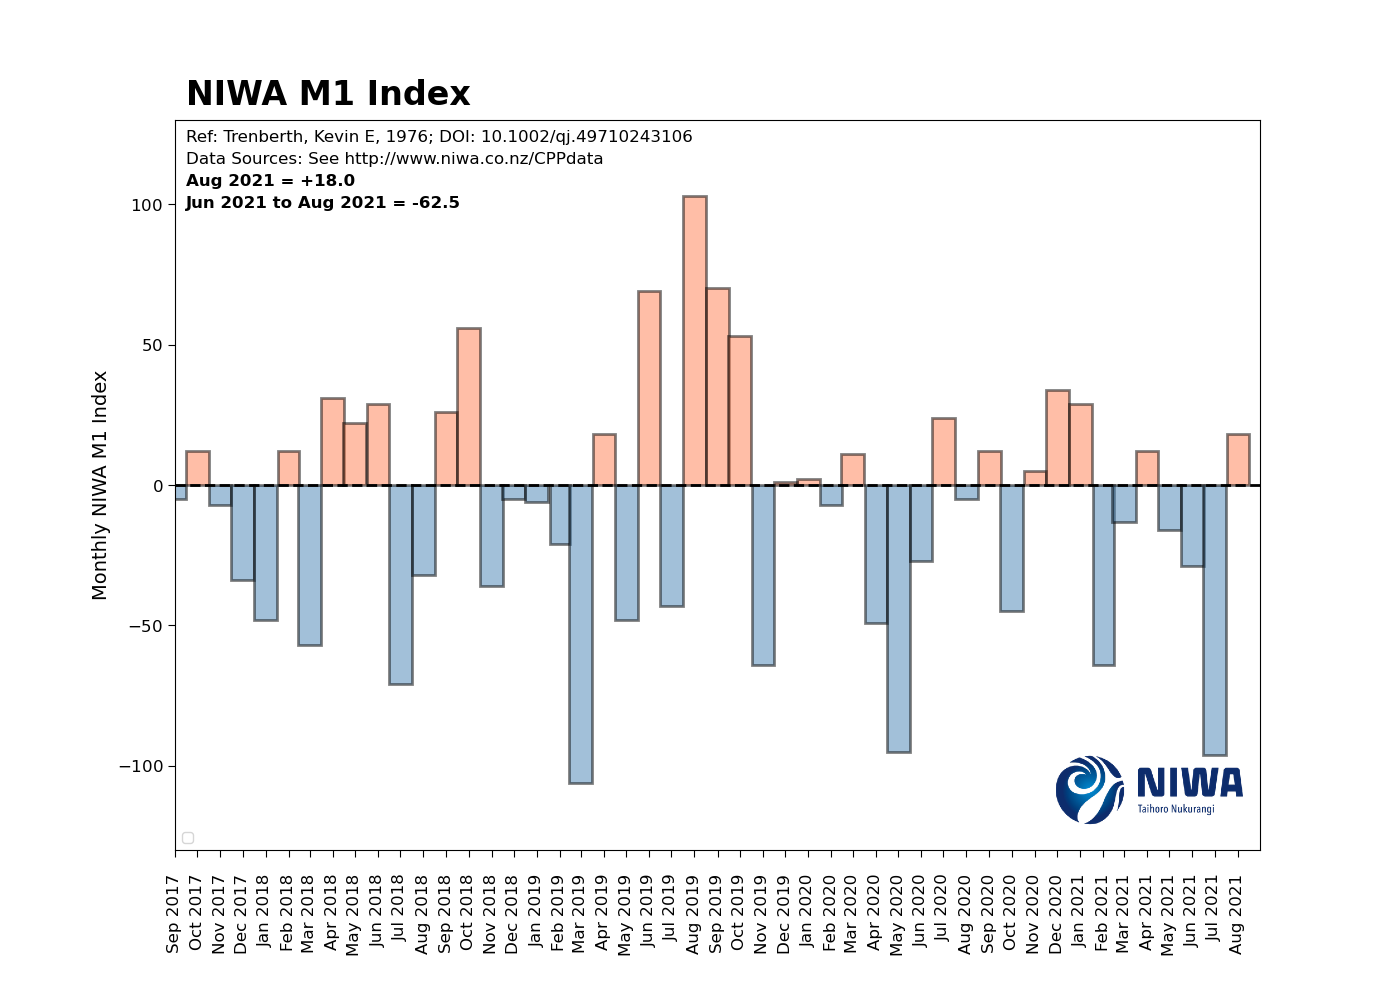 NIWA M1 Index
Ref: Trenberth, Kevin E, 1976; DOI: 10.1002/qj.49710243106
Data Sources: See http://www.niwa.co.nz/CPPdata
Aug 2021 = +18.0
Jun 2021 to Aug 2021 = -62.5
Monthly NIWA M1 Index
100
50
0
−50
−100
NIWA
Taihoro Nukurangi
Sep 2017
Oct 2017
Nov 2017
Dec 2017
Jan 2018
Feb 2018
Mar 2018
Apr 2018
May 2018
Jun 2018
Jul 2018
Aug 2018
Sep 2018
Oct 2018
Nov 2018
Dec 2018
Jan 2019
Feb 2019
Mar 2019
Apr 2019
May 2019
Jun 2019
Jul 2019
Aug 2019
Sep 2019
Oct 2019
Nov 2019
Dec 2019
Jan 2020
Feb 2020
Mar 2020
Apr 2020
May 2020
Jun 2020
Jul 2020
Aug 2020
Sep 2020
Oct 2020
Nov 2020
Dec 2020
Jan 2021
Feb 2021
Mar 2021
Apr 2021
May 2021
Jun 2021
Jul 2021
Aug 2021